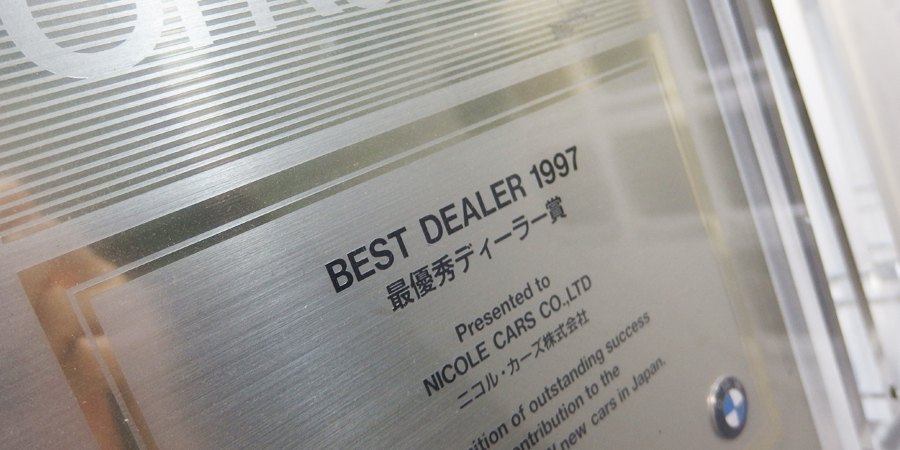 BEST DEALER 1997
最優秀ディーラー賞
Presented to
NICOLE CARS CO.,LTD
ニコル・カーズ株式会社
of outstanding success
to the
new cars in Japan.
BMW